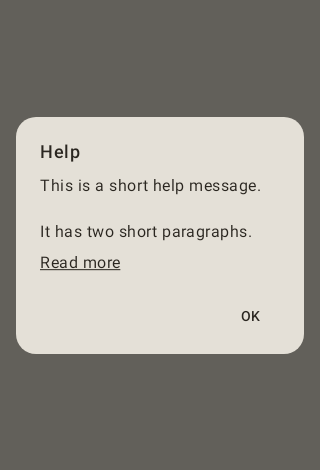 Help
This is a short help message.
It has two short paragraphs.
Read more
OK